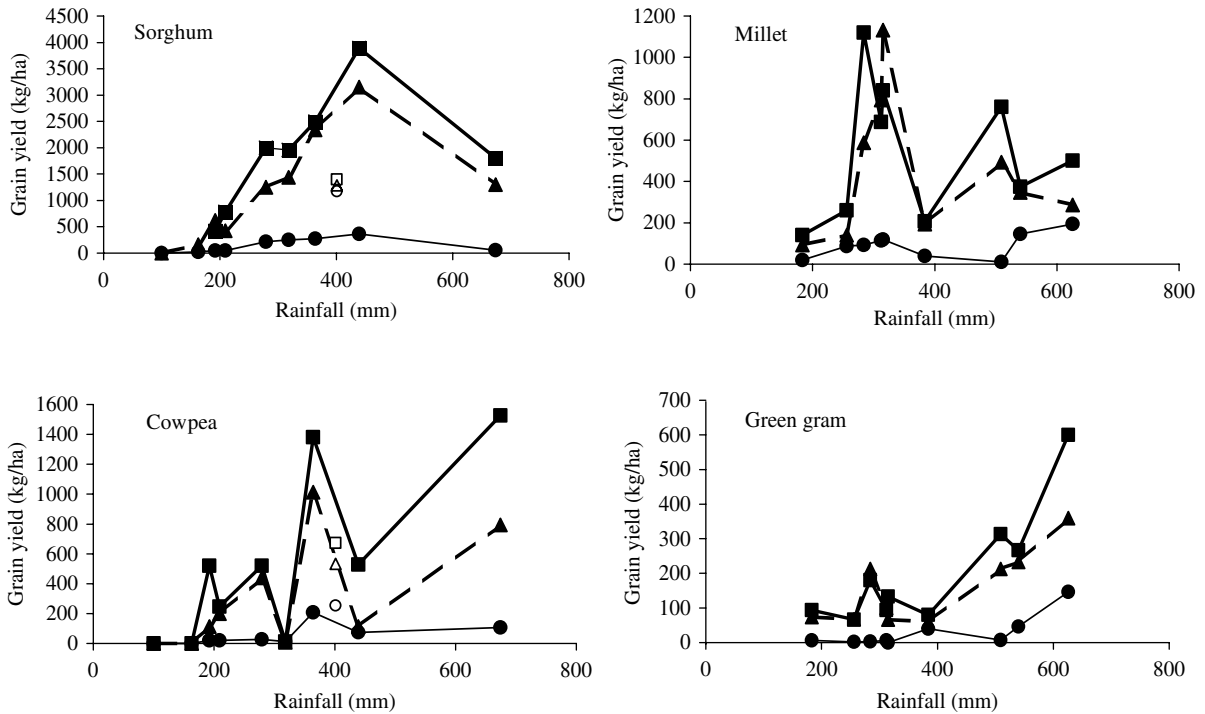 Sorghum
Grain yield (kg/ha)
4500
4000
3500
3000
2500
2000
1500
1000
500
0
0 200 400 600 800
Rainfall (mm)
Millet
Grain yield (kg/ha)
1200
1000
800
600
400
200
0
0 200 400 600 800
Rainfall (mm)
Cowpea
Grain yield (kg/ha)
1600
1400
1200
1000
800
600
400
200
0
0 200 400 600 800
Rainfall (mm)
Green gram
Grain yield (kg/ha)
700
600
500
400
300
200
100
0
0 200 400 600 800
Rainfall (mm)